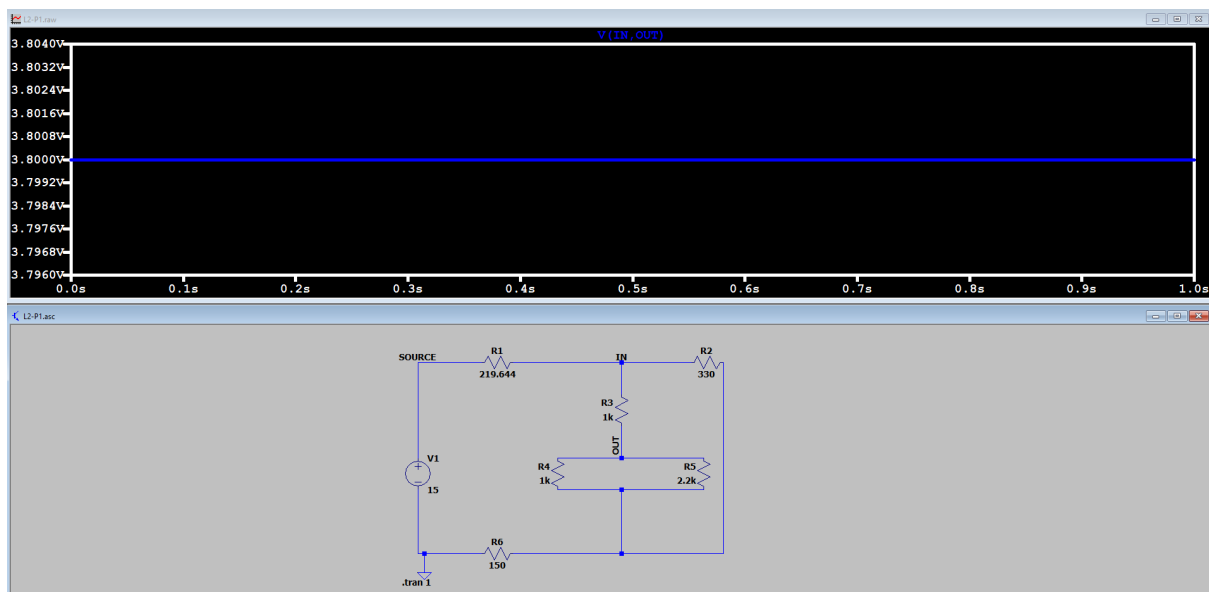 L2-P1.raw
V(IN,OUT)
3.8040V
3.8032V
3.8024V
3.8016V
3.8008V
3.8000V
3.7992V
3.7984V
3.7976V
3.7968V
3.7960V
0.0s 0.1s 0.2s 0.3s 0.4s 0.5s 0.6s 0.7s 0.8s 0.9s 1.0s
L2-P1.asc
SOURCE R1 IN R2
219.644 330
R3
1k
OUT
V1 R4 R5
15 1k 2.2k
R6
150
.tran 1